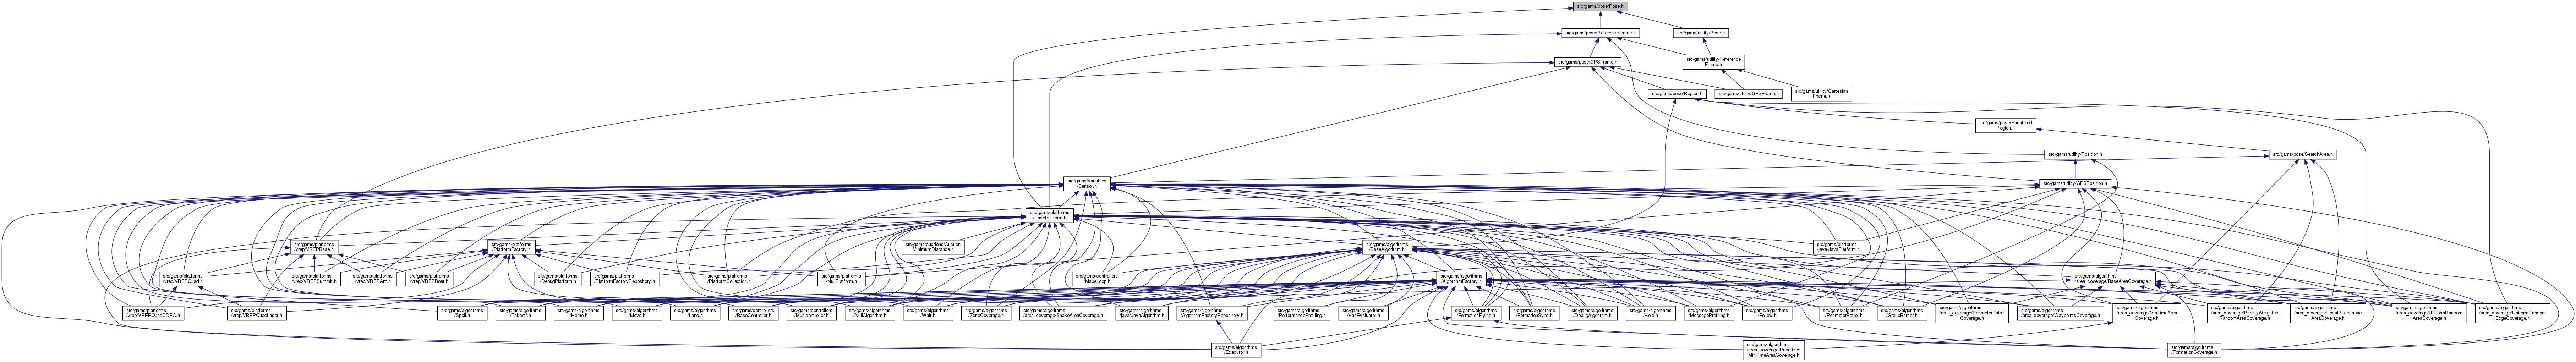 src/gams/pose/Pose.h
src/gams/pose/ReferenceFrame.h
src/gams/utility/Pose.h
src/gams/pose/GPSFrame.h
src/gams/utility/Reference
Frame.h
src/gams/pose/Region.h
src/gams/utility/GPSFrame.h
src/gams/utility/Cartesian
Frame.h
src/gams/pose/Prioritized
Region.h
src/gams/utility/Position.h
src/gams/pose/SearchArea.h
src/gams/variables
/Sensor.h
src/gams/utility/GPSPosition.h
src/gams/platforms
/BasePlatform.h
src/gams/platforms
/vrep/VREPBase.h
src/gams/platforms
/PlatformFactory.h
src/gams/auctions/Auction
MinimumDistance.h
src/gams/algorithms
/BaseAlgorithm.h
src/gams/platforms
/java/JavaPlatform.h
src/gams/platforms
/vrep/VREPQuad.h
src/gams/platforms
/vrep/VREPSummit.h
src/gams/platforms
/vrep/VREPAnt.h
src/gams/platforms
/vrep/VREPBoat.h
src/gams/platforms
/DebugPlatform.h
src/gams/platforms
/PlatformFactoryRepository.h
src/gams/platforms
/PlatformCollection.h
src/gams/platforms
/NullPlatform.h
src/gams/controllers
/MapeLoop.h
src/gams/algorithms
/AlgorithmFactory.h
src/gams/algorithms
/area_coverage/BaseAreaCoverage.h
src/gams/platforms
/vrep/VREPQuadCDRA.h
src/gams/platforms
/vrep/VREPQuadLaser.h
src/gams/algorithms
/Spell.h
src/gams/algorithms
/Takeoff.h
src/gams/algorithms
/Home.h
src/gams/algorithms
/Move.h
src/gams/algorithms
/Land.h
src/gams/controllers
/BaseController.h
src/gams/controllers
/Multicontroller.h
src/gams/algorithms
/NullAlgorithm.h
src/gams/algorithms
/Wait.h
src/gams/algorithms
/ZoneCoverage.h
src/gams/algorithms
/area_coverage/SnakeAreaCoverage.h
src/gams/algorithms
/java/JavaAlgorithm.h
src/gams/algorithms
/AlgorithmFactoryRepository.h
src/gams/algorithms
/PerformanceProfiling.h
src/gams/algorithms
/KarlEvaluator.h
src/gams/algorithms
/FormationFlying.h
src/gams/algorithms
/FormationSync.h
src/gams/algorithms
/DebugAlgorithm.h
src/gams/algorithms
/Hold.h
src/gams/algorithms
/MessageProfiling.h
src/gams/algorithms
/Follow.h
src/gams/algorithms
/PerimeterPatrol.h
src/gams/algorithms
/GroupBarrier.h
src/gams/algorithms
/area_coverage/PerimeterPatrol
Coverage.h
src/gams/algorithms
/area_coverage/WaypointsCoverage.h
src/gams/algorithms
/area_coverage/MinTimeArea
Coverage.h
src/gams/algorithms
/area_coverage/PriorityWeighted
RandomAreaCoverage.h
src/gams/algorithms
/area_coverage/LocalPheremone
AreaCoverage.h
src/gams/algorithms
/area_coverage/UniformRandom
AreaCoverage.h
src/gams/algorithms
/area_coverage/UniformRandom
EdgeCoverage.h
src/gams/algorithms
/Executor.h
src/gams/algorithms
/area_coverage/Prioritized
MinTimeAreaCoverage.h
src/gams/algorithms
/FormationCoverage.h